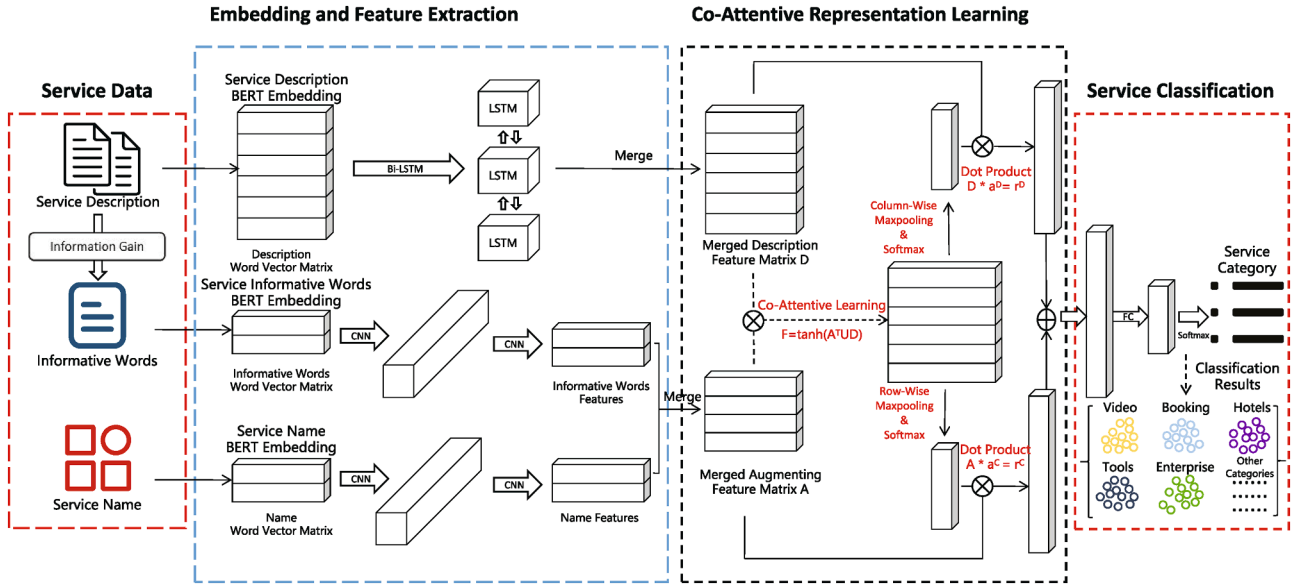 Embedding and Feature Extraction
Co-Attentive Representation Learning
Service Data
Service Classification
Service Description
Information Gain
Informative Words
Service Name
Service Description
BERT Embedding
Bi-LSTM
LSTM
LSTM
LSTM
Merge
Description
Word Vector Matrix
Service Informative Words
BERT Embedding
CNN
CNN
Informative Words
Word Vector Matrix
Informative Words
Features
Merge
Service Name
BERT Embedding
CNN
CNN
Name
Word Vector Matrix
Name Features
Merged Description
Feature Matrix D
Co-Attentive Learning
F=tanh(AᵀUD)
Merged Augmenting
Feature Matrix A
Column-Wise
Maxpooling
&
Softmax
Dot Product
D * aᴰ= rᴰ
Row-Wise
Maxpooling
&
Softmax
Dot Product
A * aᶜ = rᶜ
FC
Softmax
Service
Category
Classification
Results
Video
Booking
Hotels
Tools
Enterprise
Other
Categories